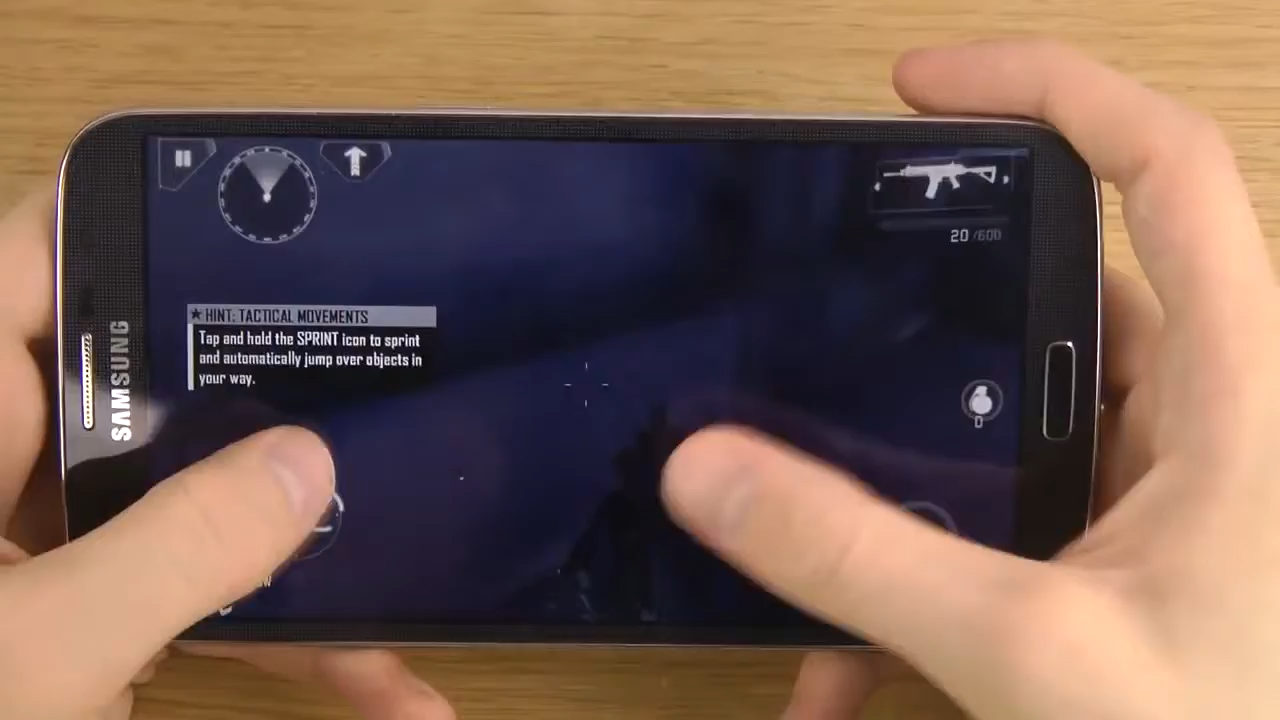 SAMSUNG
20/600
★ HINT: TACTICAL MOVEMENTS
Tap and hold the SPRINT icon to sprint
and automatically jump over objects in
your way.
0